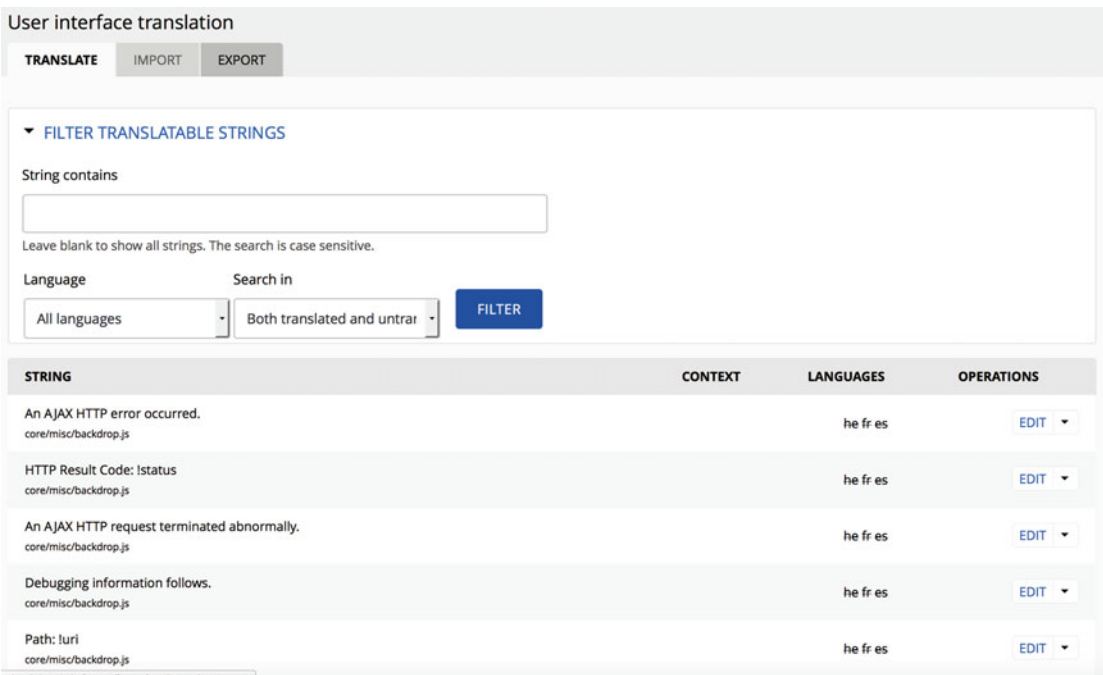 User interface translation
TRANSLATE IMPORT EXPORT
FILTER TRANSLATABLE STRINGS
String contains
Leave blank to show all strings. The search is case sensitive.
Language Search in
All languages Both translated and untrar FILTER
STRING CONTEXT LANGUAGES OPERATIONS
An AJAX HTTP error occurred.
he fr es EDIT
core/misc/backdrop.js
HTTP Result Code: !status
he fr es EDIT
core/misc/backdrop.js
An AJAX HTTP request terminated abnormally.
he fr es EDIT
core/misc/backdrop.js
Debugging information follows.
he fr es EDIT
core/misc/backdrop.js
Path: !uri
he fr es EDIT
core/misc/backdrop.js